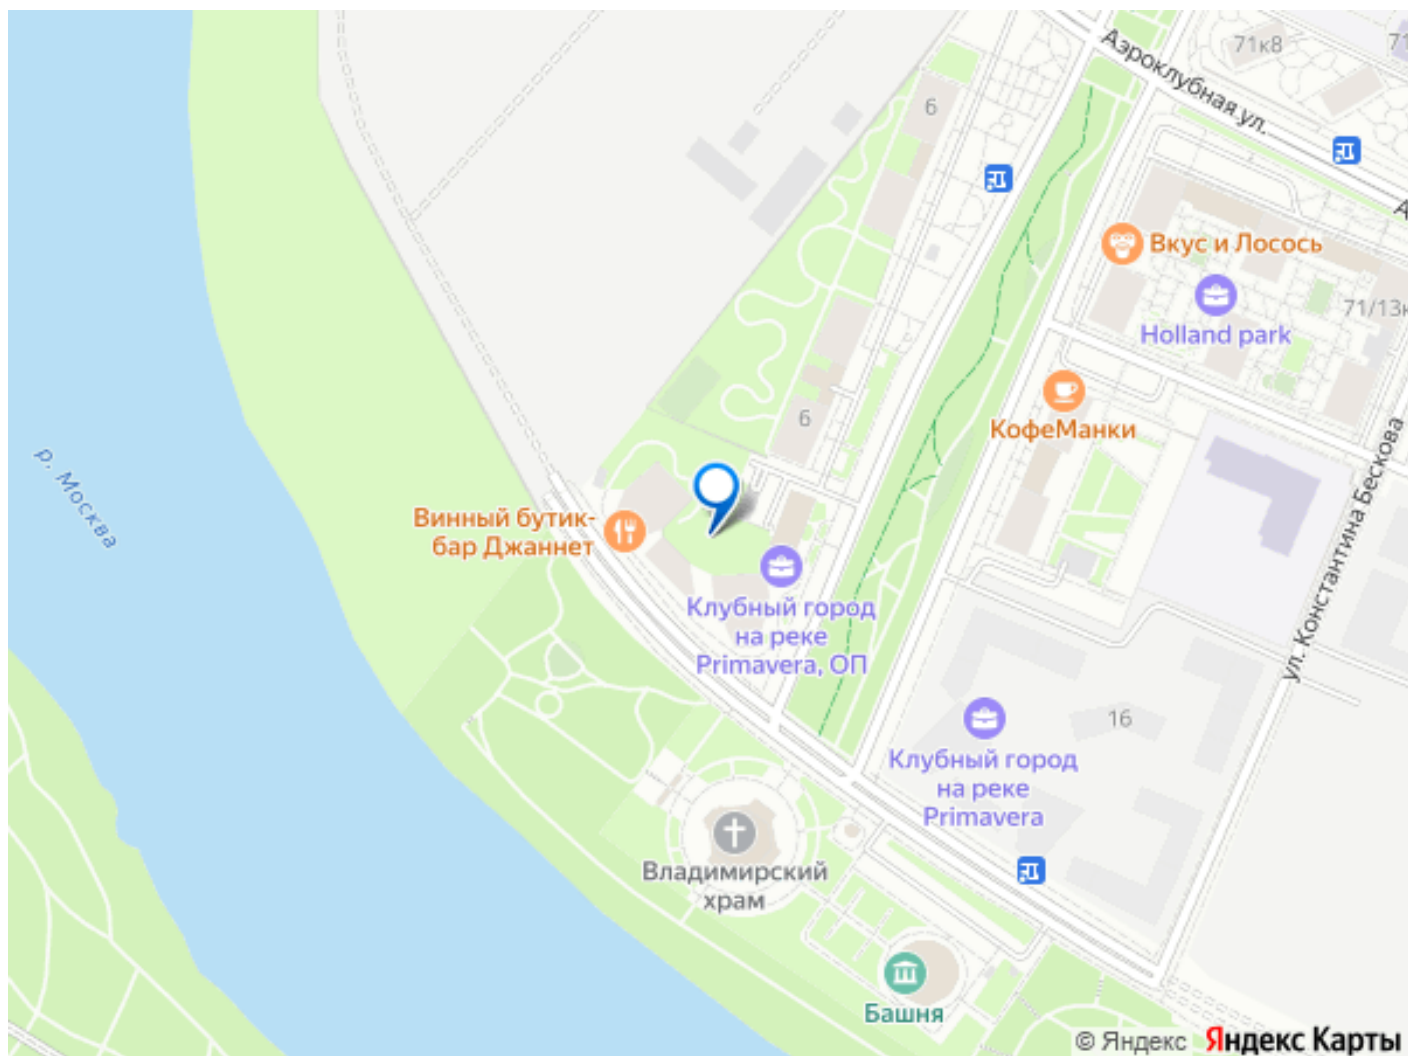 71к8
71
Аэроклубная ул.
6
А
Вкус и Лосось
71/13к
Holland park
6
КофеМанки
р. Москва
Винный бутик-
бар Джаннет
ул. Константина Бескова
Клубный город
на реке
Primavera, ОП
16
Клубный город
на реке
Primavera
Владимирский
храм
Башня
© Яндекс Яндекс Карты